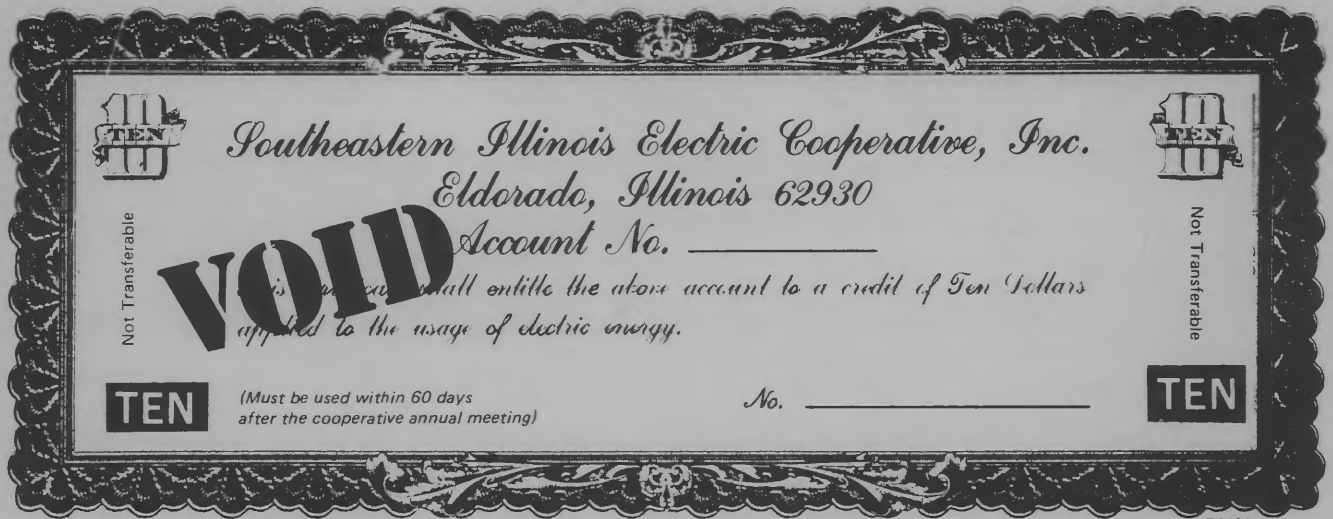 TEN
TEN
Southeastern Illinois Electric Cooperative, Inc.
Eldorado, Illinois 62930
Account No.
VOID
shall entitle the above account to a credit of Ten Dollars
applied to the usage of electric energy.
Not Transferable
Not Transferable
TEN
(Must be used within 60 days
after the cooperative annual meeting)
No.
TEN